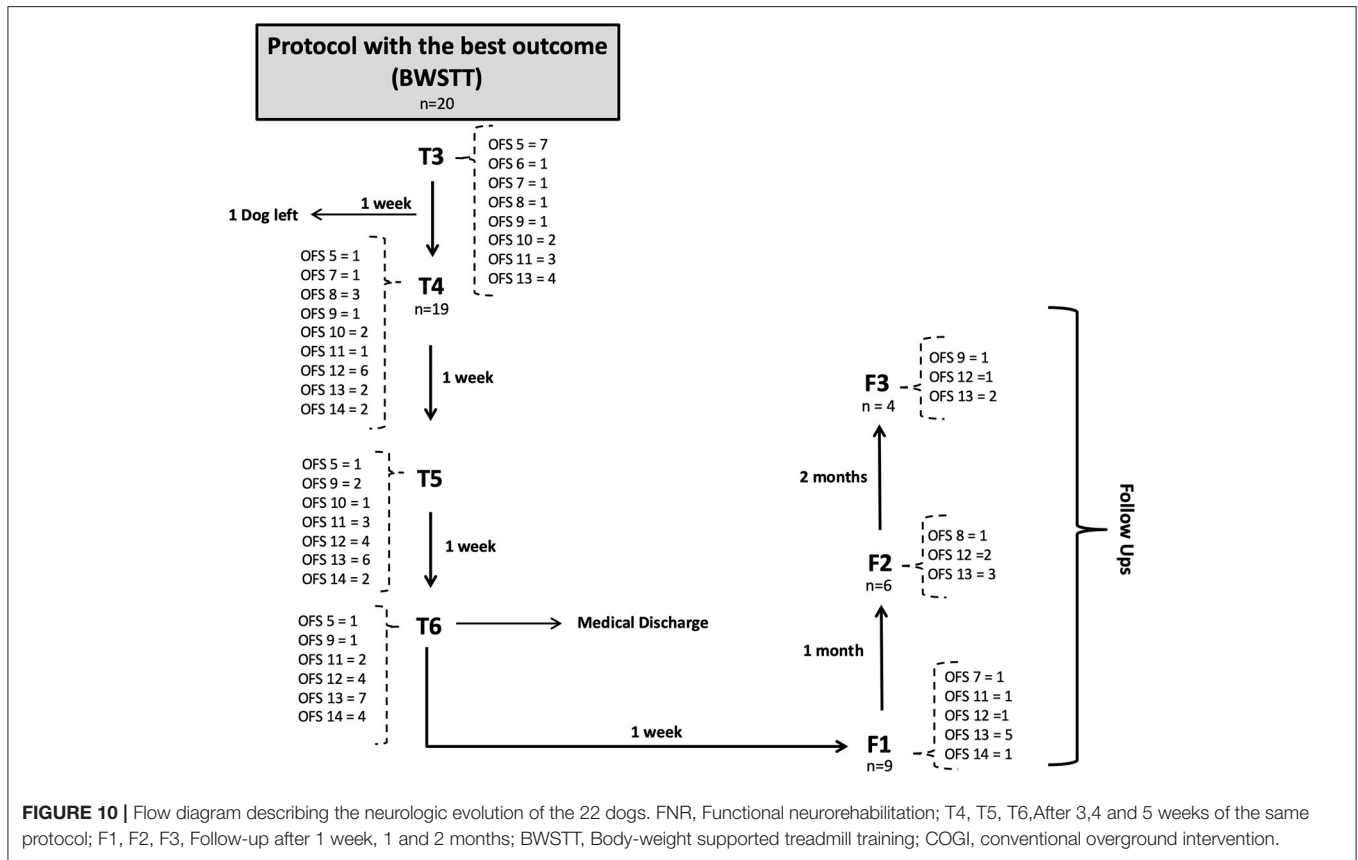 Protocol with the best outcome
(BWSTT)
n=20
T3
OFS 5 = 7
OFS 6 = 1
OFS 7 = 1
OFS 8 = 1
OFS 9 = 1
OFS 10 = 2
OFS 11 = 3
OFS 13 = 4
1 week
1 Dog left
OFS 5 = 1
OFS 7 = 1
OFS 8 = 3
OFS 9 = 1
OFS 10 = 2
OFS 11 = 1
OFS 12 = 6
OFS 13 = 2
OFS 14 = 2
T4
n=19
1 week
OFS 5 = 1
OFS 9 = 2
OFS 10 = 1
OFS 11 = 3
OFS 12 = 4
OFS 13 = 6
OFS 14 = 2
T5
1 week
OFS 5 = 1
OFS 9 = 1
OFS 11 = 2
OFS 12 = 4
OFS 13 = 7
OFS 14 = 4
T6
Medical Discharge
1 week
F1
n=9
OFS 7 = 1
OFS 11 = 1
OFS 12 =1
OFS 13 = 5
OFS 14 = 1
1 month
F2
n=6
OFS 8 = 1
OFS 12 =2
OFS 13 = 3
2 months
F3
n = 4
OFS 9 = 1
OFS 12 =1
OFS 13 = 2
Follow Ups
FIGURE 10 | Flow diagram describing the neurologic evolution of the 22 dogs. FNR, Functional neurorehabilitation; T4, T5, T6,After 3,4 and 5 weeks of the same
protocol; F1, F2, F3, Follow-up after 1 week, 1 and 2 months; BWSTT, Body-weight supported treadmill training; COGI, conventional overground intervention.